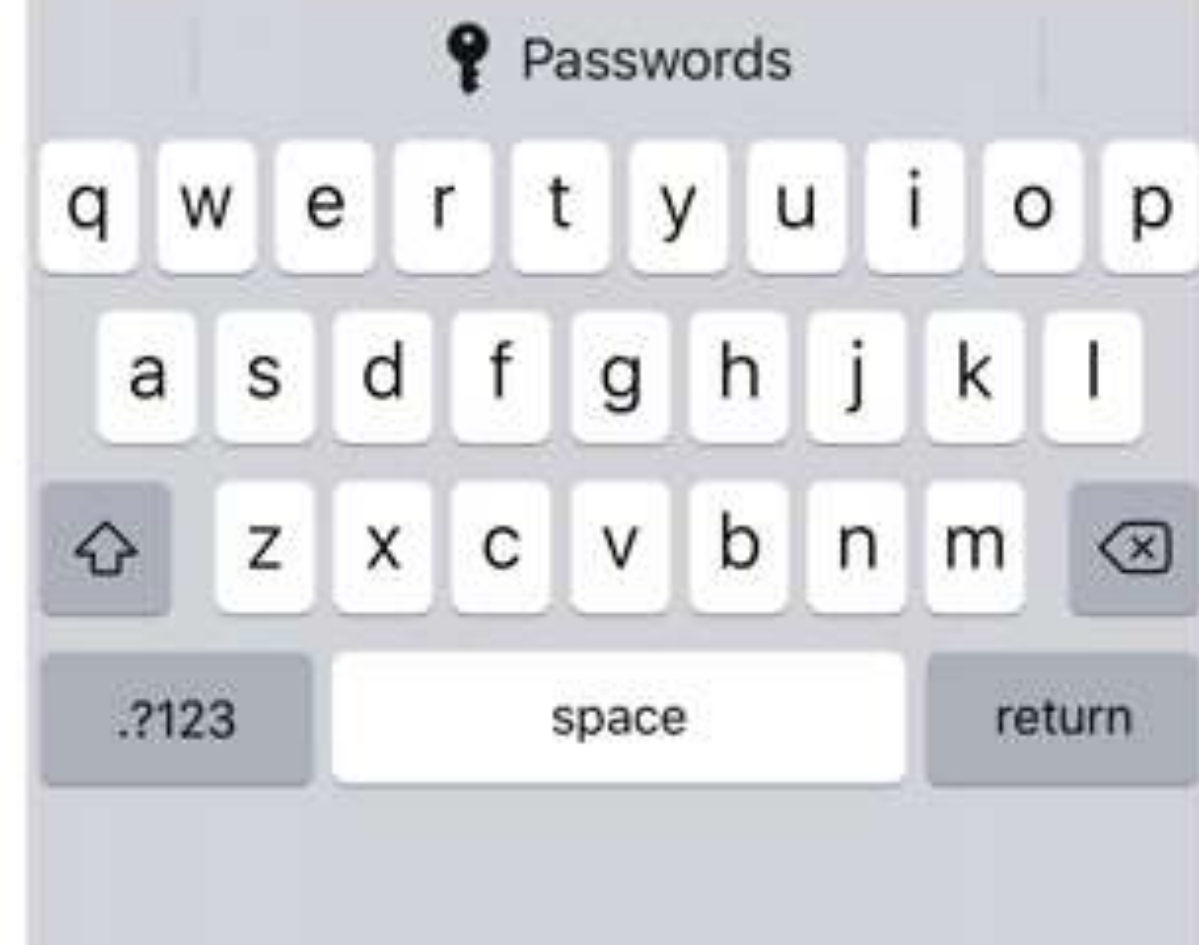 Passwords
q w e r t y u i o p
a s d f g h j k l
z x c v b n m
.?123 space return